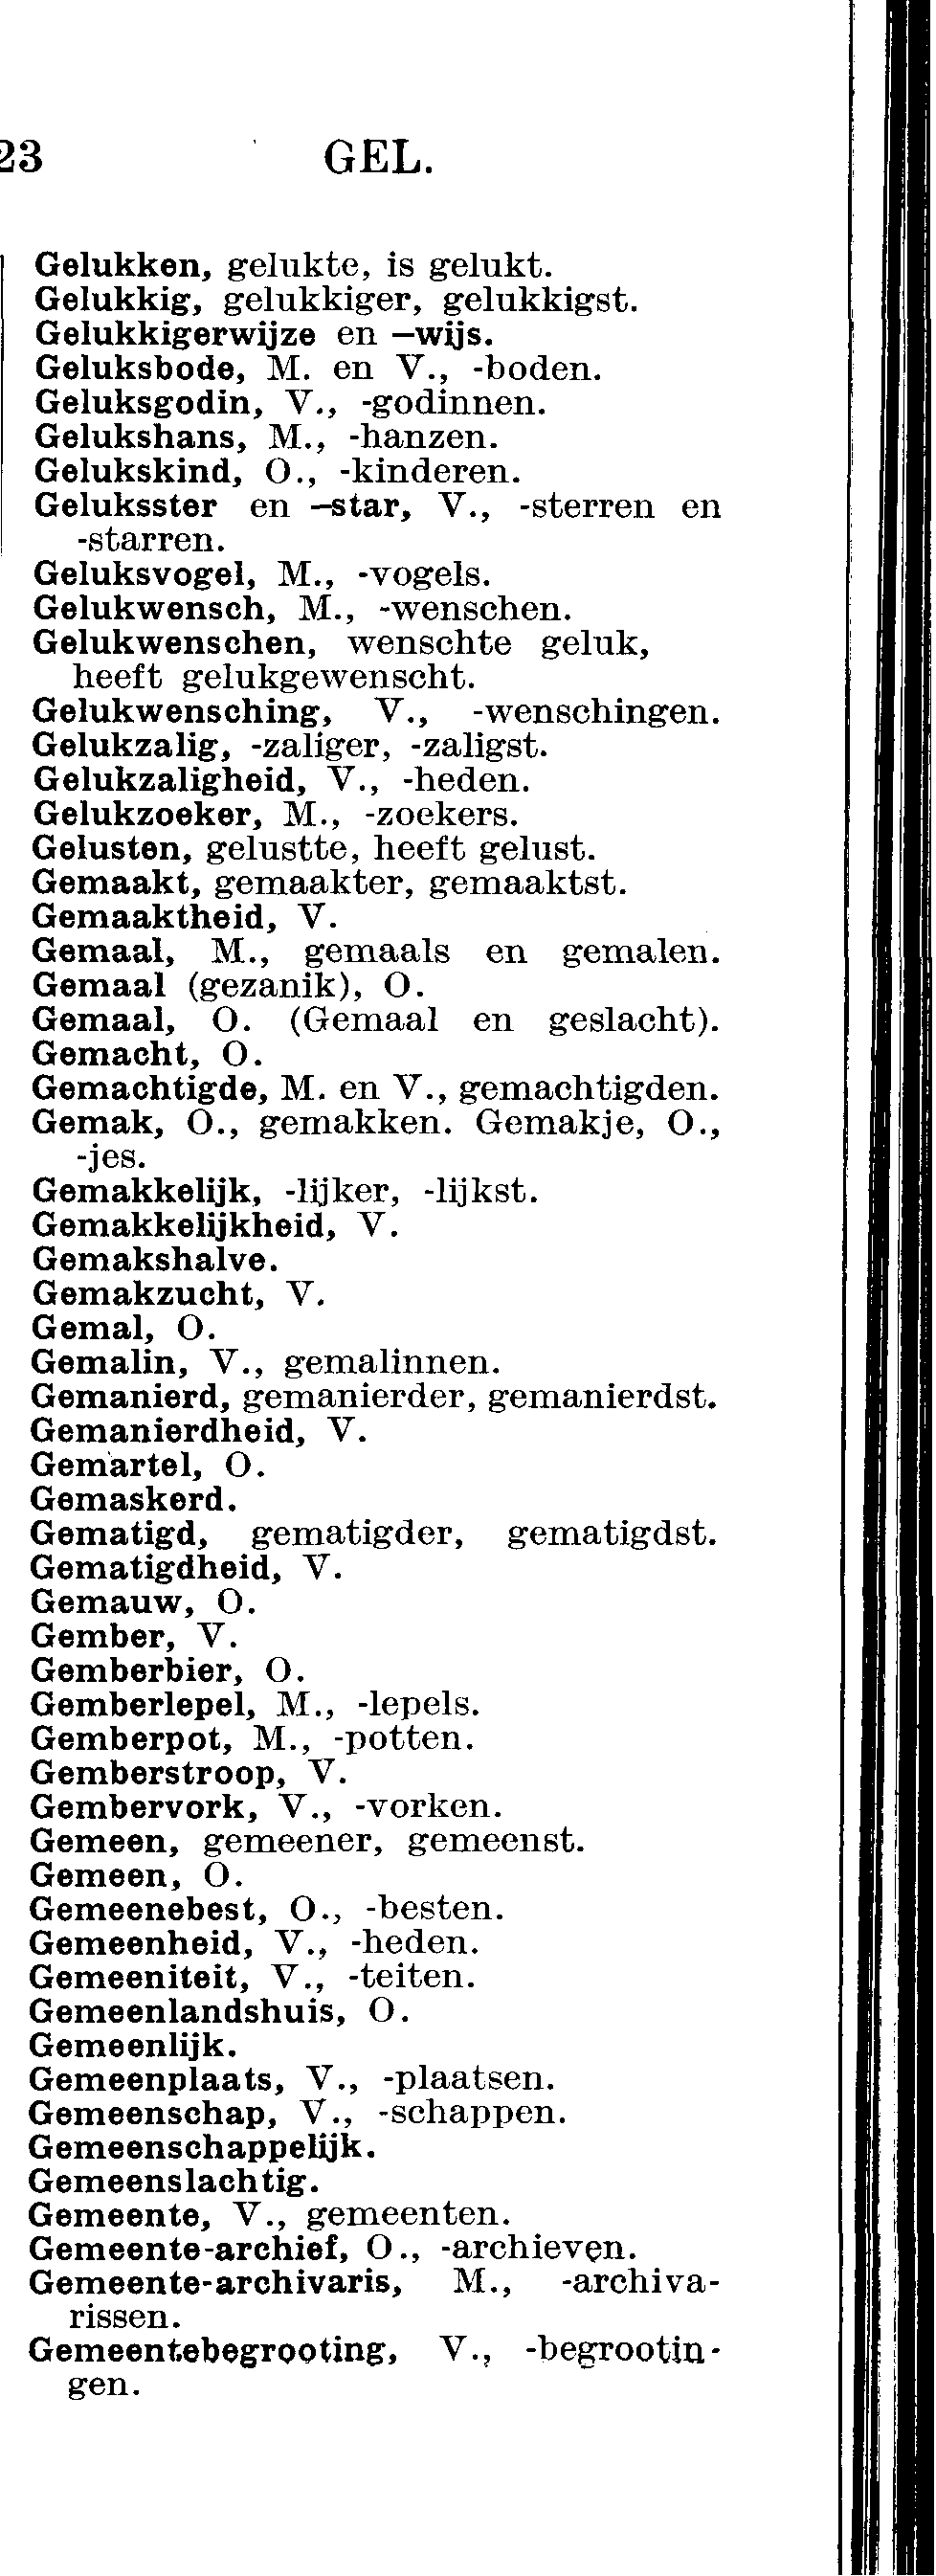 23 GEL.
Gelukken, gelukte, is gelukt.
Gelukkig, gelukkiger, gelukkigst.
Gelukkigerwijze en –wijs.
Geluksbode, M. en V., -boden.
Geluksgodin, V., -godinnen.
Gelukshans, M., -hanzen.
Gelukskind, O., -kinderen.
Geluksster en –star, V., -sterren en
-starren.
Geluksvogel, M., -vogels.
Gelukwensch, M., -wenschen.
Gelukwenschen, wenschte geluk,
heeft gelukgewenscht.
Gelukwensching, V., -wenschingen.
Gelukzalig, -zaliger, -zaligst.
Gelukzaligheid, V., -heden.
Gelukzoeker, M., -zoekers.
Gelusten, gelustte, heeft gelust.
Gemaakt, gemaakter, gemaaktst.
Gemaaktheid, V.
Gemaal, M., gemaals en gemalen.
Gemaal (gezanik), O.
Gemaal, O. (Gemaal en geslacht).
Gemacht, O.
Gemachtigde, M. en V., gemachtigden.
Gemak, O., gemakken. Gemakje, O.,
-jes.
Gemakkelijk, -lijker, -lijkst.
Gemakkelijkheid, V.
Gemakshalve.
Gemakzucht, V.
Gemal, O.
Gemalin, V., gemalinnen.
Gemanierd, gemanierder, gemanierdst.
Gemanierdheid, V.
Gemartel, O.
Gemaskerd.
Gematigd, gematigder, gematigdst.
Gematigdheid, V.
Gemauw, O.
Gember, V.
Gemberbier, O.
Gemberlepel, M., -lepels.
Gemberpot, M., -potten.
Gemberstroop, V.
Gembervork, V., -vorken.
Gemeen, gemeener, gemeenst.
Gemeen, O.
Gemeenebest, O., -besten.
Gemeenheid, V., -heden.
Gemeeniteit, V., -teiten.
Gemeenlandshuis, O.
Gemeenlijk.
Gemeenplaats, V., -plaatsen.
Gemeenschap, V., -schappen.
Gemeenschappelijk.
Gemeenslachtig.
Gemeente, V., gemeenten.
Gemeente-archief, O., -archieven.
Gemeente-archivaris, M., -archiva-
rissen.
Gemeentebegrooting, V., -begrootin-
gen.